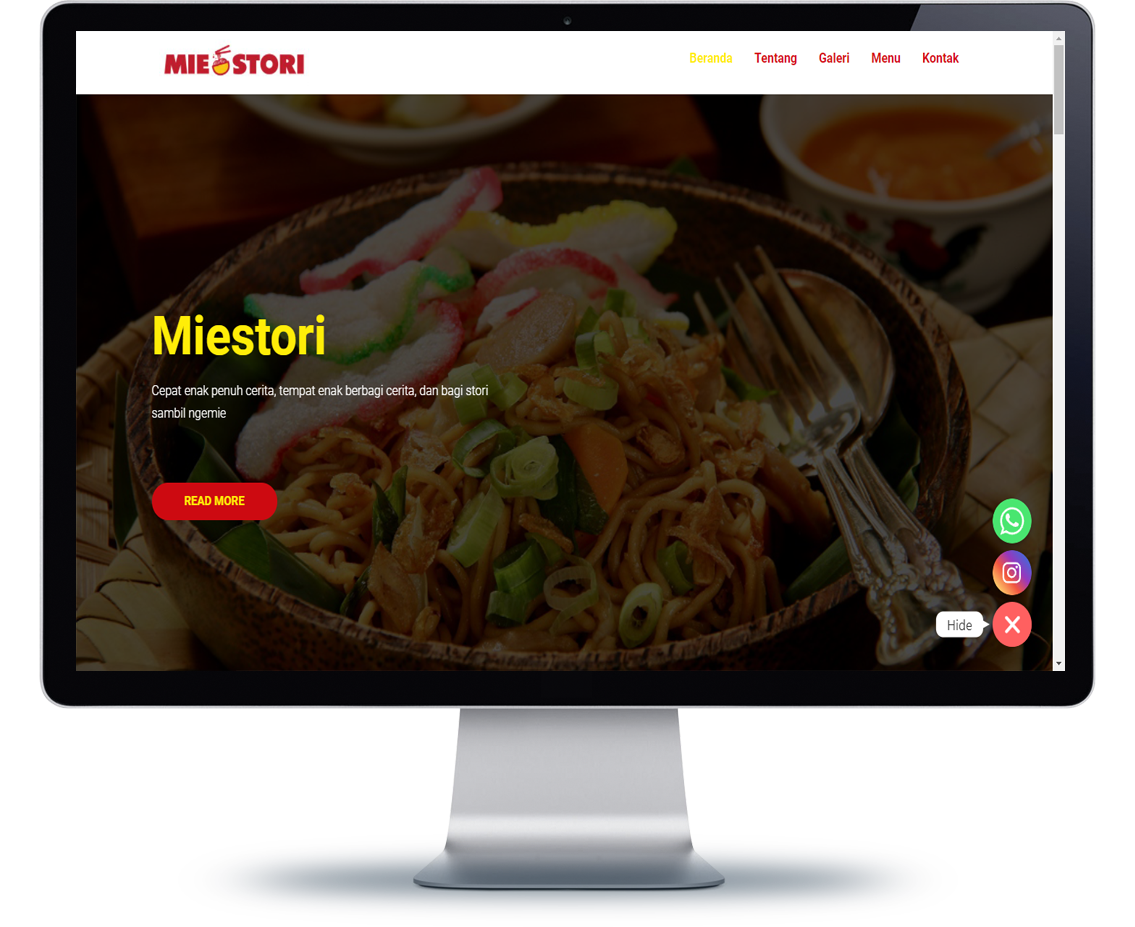 MIE STORI
Beranda Tentang Galeri Menu Kontak
Miestori
Cepat enak penuh cerita, tempat enak berbagi cerita, dan bagi stori
sambil ngemie
READ MORE
Hide